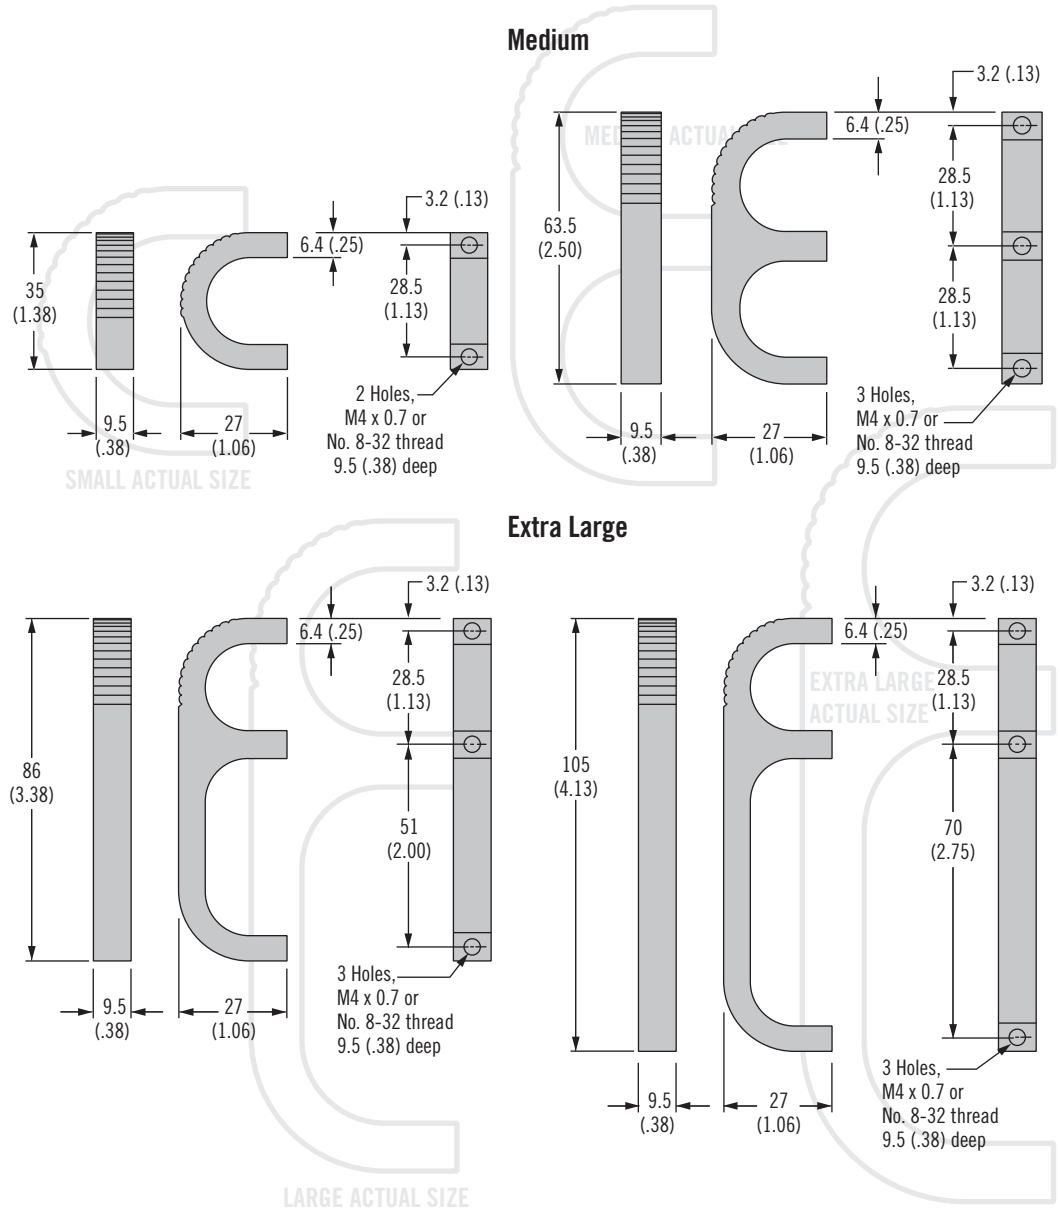 Medium
3.2 (.13)
6.4 (.25)
28.5
(1.13)
35
(1.38)
9.5
(.38)
27
(1.06)
2 Holes,
M4 x 0.7 or
No. 8-32 thread
9.5 (.38) deep
SMALL ACTUAL SIZE
MEDIUM ACTUAL SIZE
3.2 (.13)
6.4 (.25)
28.5
(1.13)
63.5
(2.50)
28.5
(1.13)
9.5
(.38)
27
(1.06)
3 Holes,
M4 x 0.7 or
No. 8-32 thread
9.5 (.38) deep
Extra Large
3.2 (.13)
6.4 (.25)
28.5
(1.13)
86
(3.38)
51
(2.00)
9.5
(.38)
27
(1.06)
3 Holes,
M4 x 0.7 or
No. 8-32 thread
9.5 (.38) deep
LARGE ACTUAL SIZE
3.2 (.13)
6.4 (.25)
28.5
(1.13)
EXTRA LARGE
ACTUAL SIZE
105
(4.13)
70
(2.75)
9.5
(.38)
27
(1.06)
3 Holes,
M4 x 0.7 or
No. 8-32 thread
9.5 (.38) deep